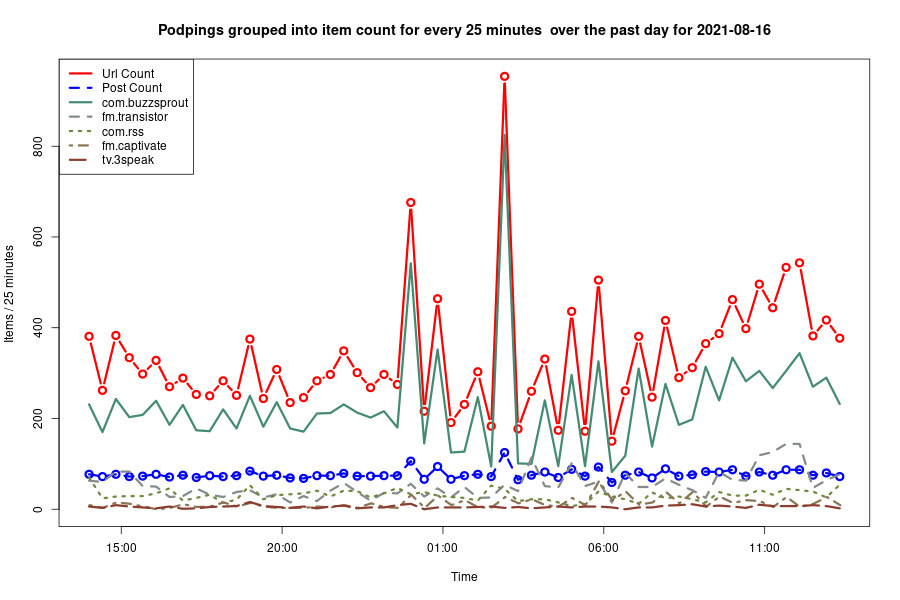 Podpings grouped into item count for every 25 minutes  over the past day for 2021-08-16
Url Count
Post Count
com.buzzsprout
fm.transistor
com.rss
fm.captivate
tv.3speak
Items / 25 minutes
800
600
400
200
0
15:00 20:00 01:00 06:00 11:00
Time